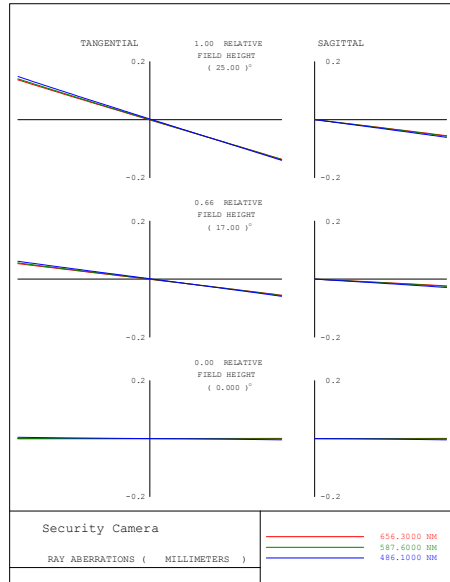 TANGENTIAL 1.00 RELATIVE SAGITTAL
FIELD HEIGHT
( 25.00 )°
0.2 0.2
-0.2 -0.2
0.66 RELATIVE
FIELD HEIGHT
( 17.00 )°
0.2 0.2
-0.2 -0.2
0.00 RELATIVE
FIELD HEIGHT
( 0.000 )°
0.2 0.2
-0.2 -0.2
Security Camera
RAY ABERRATIONS ( MILLIMETERS )
656.3000 NM
587.6000 NM
486.1000 NM